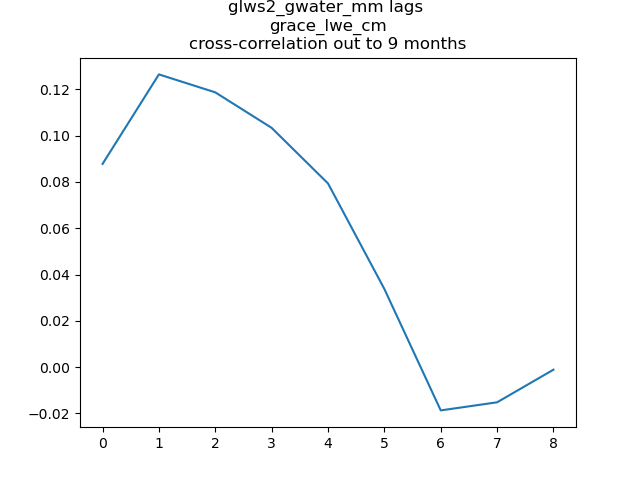 glws2_gwater_mm lags
grace_lwe_cm
cross-correlation out to 9 months
0.12
0.10
0.08
0.06
0.04
0.02
0.00
−0.02
0 1 2 3 4 5 6 7 8